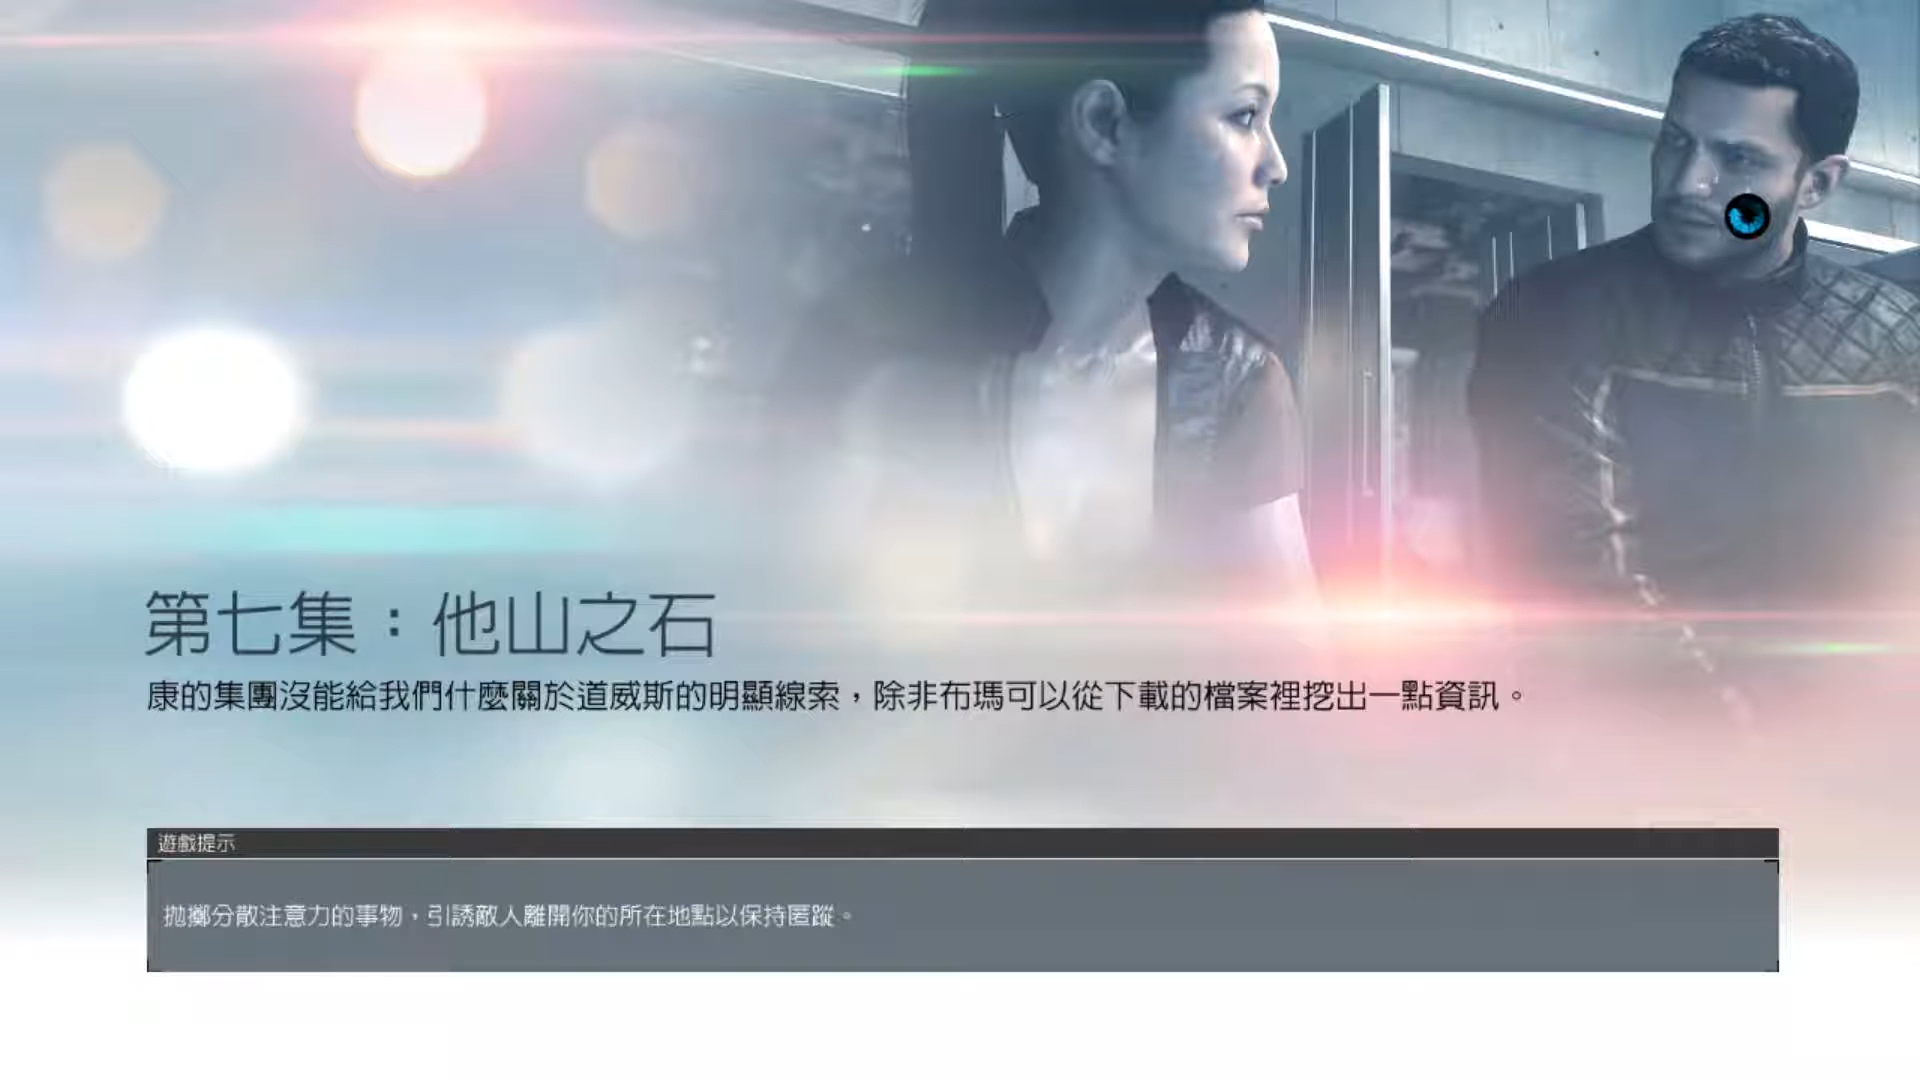 第七集：他山之石
康的集團沒能給我們什麼關於道威斯的明顯線索，除非布瑪可以從下載的檔案裡挖出一點資訊。
遊戲提示
拋擲分散注意力的事物，引誘敵人離開你的所在地點以保持匿蹤。